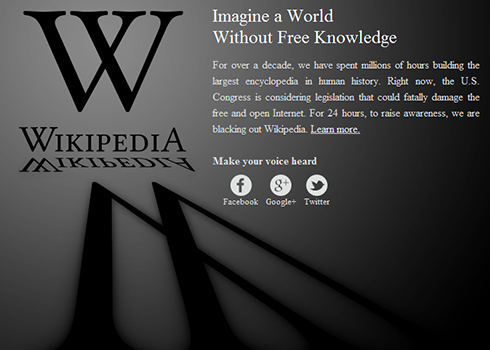 W
WIKIPEDIA
WIKIPEDIA
Imagine a World
Without Free Knowledge
For over a decade, we have spent millions of hours building the
largest encyclopedia in human history. Right now, the U.S.
Congress is considering legislation that could fatally damage the
free and open Internet. For 24 hours, to raise awareness, we are
blacking out Wikipedia. Learn more.
Make your voice heard
f g+
Facebook Google+ Twitter